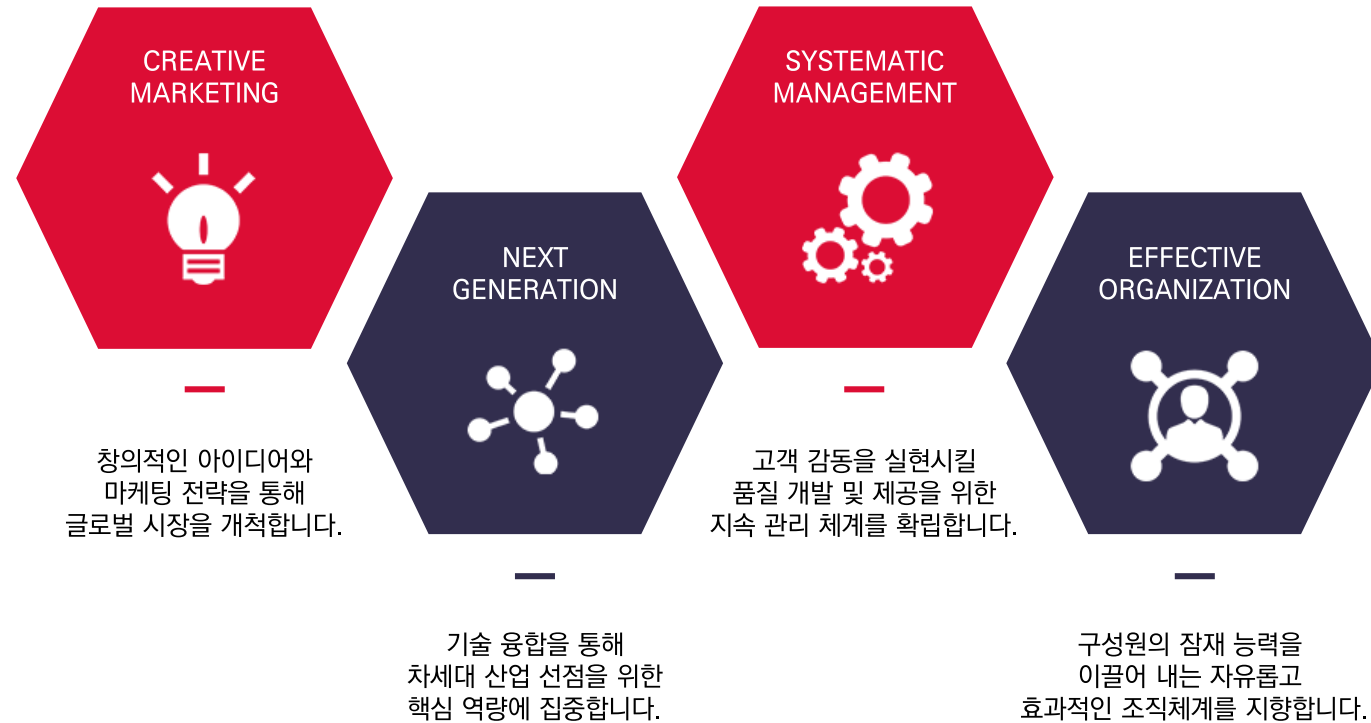 CREATIVE
MARKETING
창의적인 아이디어와
마케팅 전략을 통해
글로벌 시장을 개척합니다.
NEXT
GENERATION
기술 융합을 통해
차세대 산업 선점을 위한
핵심 역량에 집중합니다.
SYSTEMATIC
MANAGEMENT
고객 감동을 실현시킬
품질 개발 및 제공을 위한
지속 관리 체계를 확립합니다.
EFFECTIVE
ORGANIZATION
구성원의 잠재 능력을
이끌어 내는 자유롭고
효과적인 조직체계를 지향합니다.